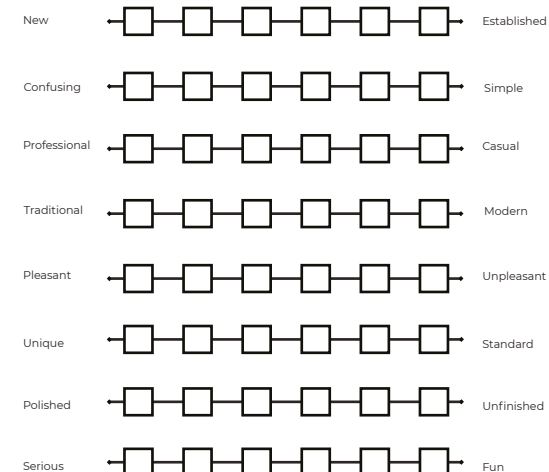 New Established
Confusing Simple
Professional Casual
Traditional Modern
Pleasant Unpleasant
Unique Standard
Polished Unfinished
Serious Fun